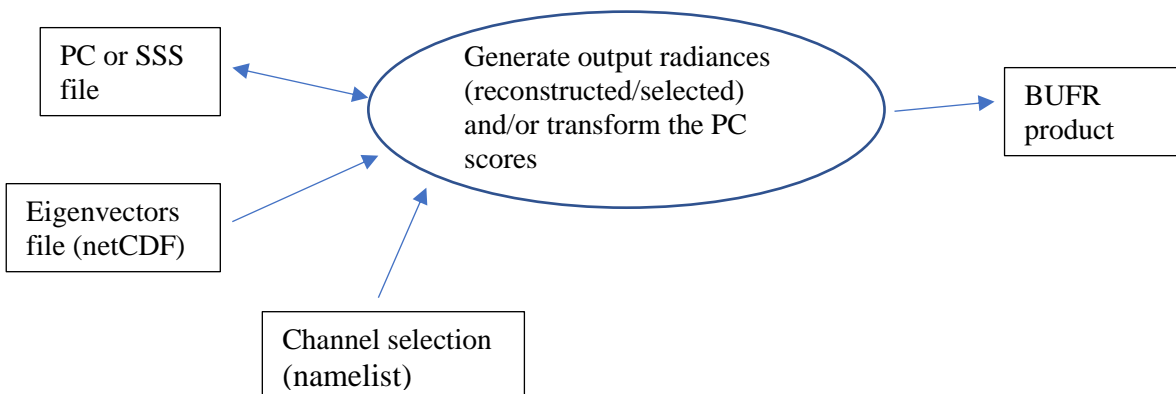 PC or SSS
file
Generate output radiances
(reconstructed/selected)
and/or transform the PC
scores
BUFR
product
Eigenvectors
file (netCDF)
Channel selection
(namelist)